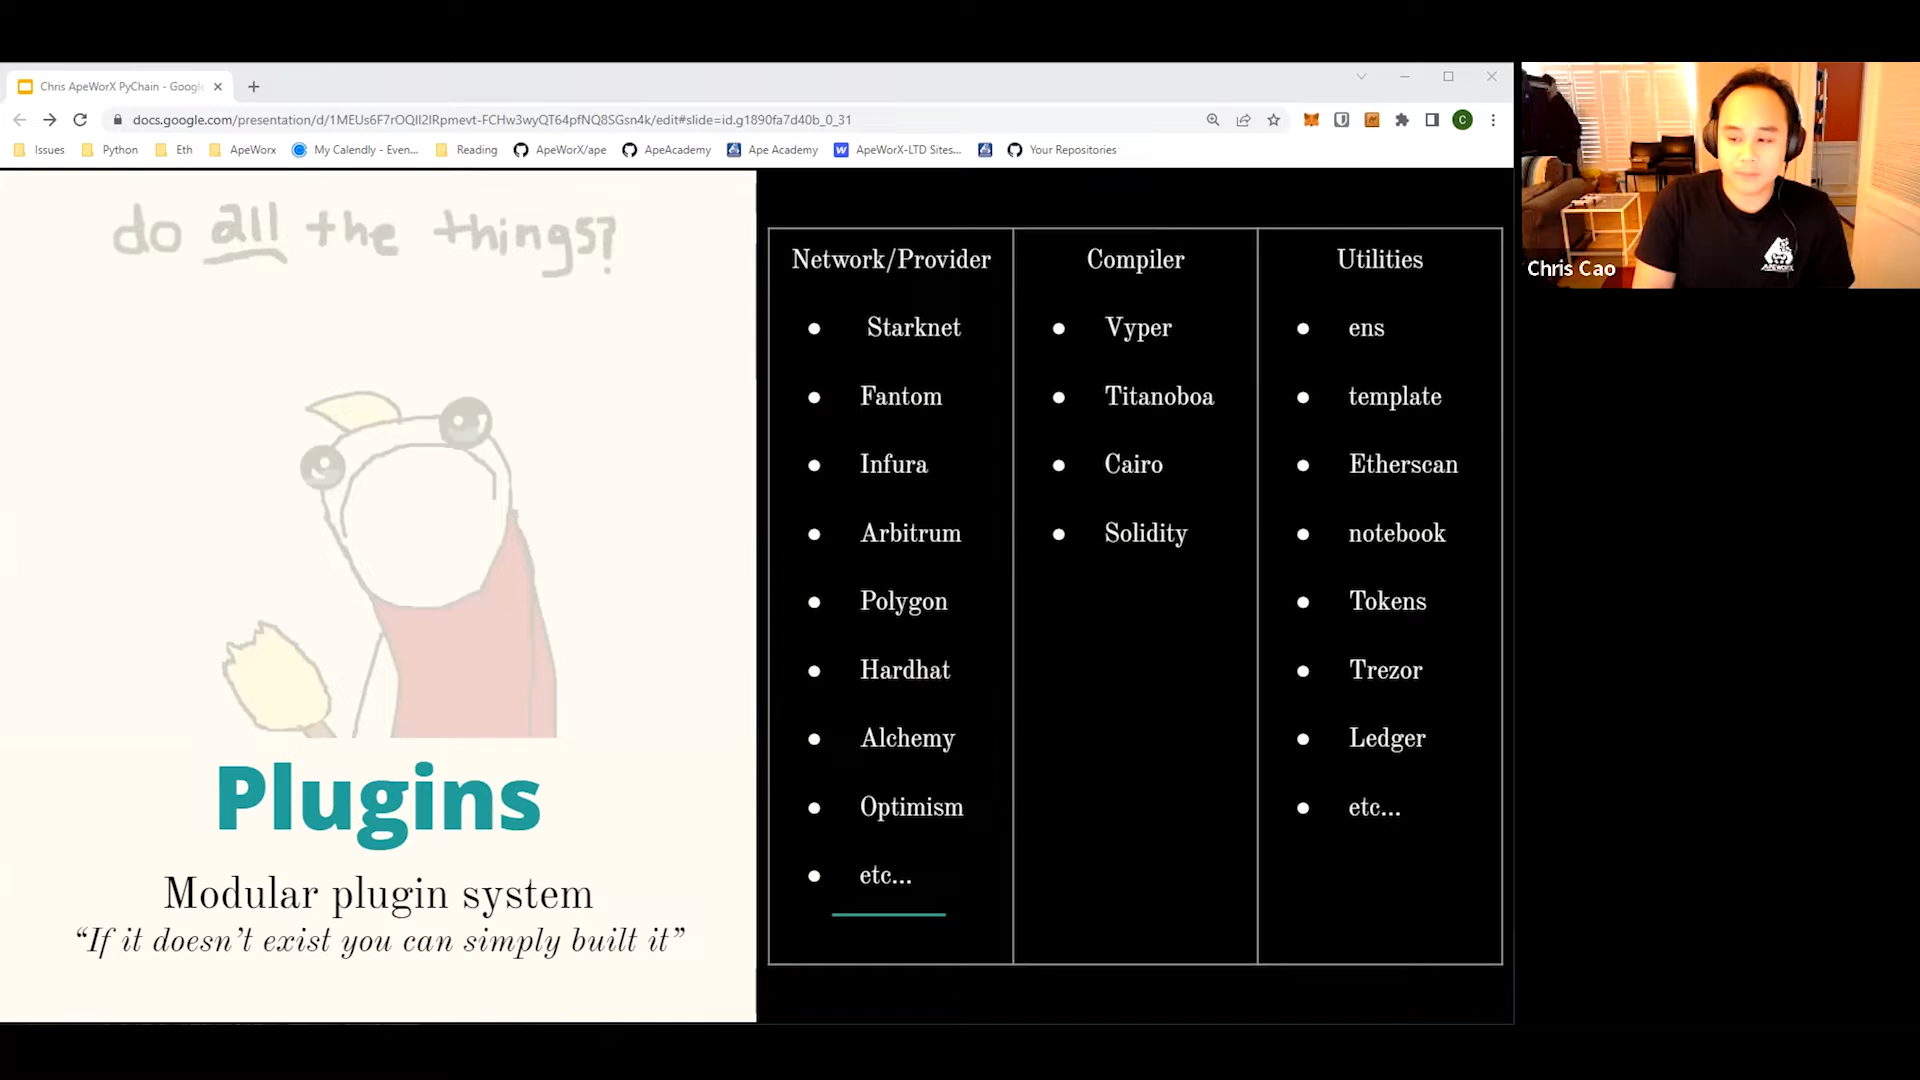 Chris ApeWorX PyChain - Google
docs.google.com/presentation/d/1MEUs6F7rOQII2IRpmevt-FCHw3wyQT64pfNQ8SGsn4k/edit#slide=id.g1890fa7d40b_0_31
C
Issues Python Eth ApeWorx My Calendly - Even... Reading ApeWorX/ape ApeAcademy Ape Academy ApeWorX-LTD Sites... Your Repositories
do all the things?
Plugins
Modular plugin system
“If it doesn’t exist you can simply built it”
Network/Provider
Starknet
Fantom
Infura
Arbitrum
Polygon
Hardhat
Alchemy
Optimism
etc...
Compiler
Vyper
Titanoboa
Cairo
Solidity
Utilities
ens
template
Etherscan
notebook
Tokens
Trezor
Ledger
etc...
APEWORX
Chris Cao